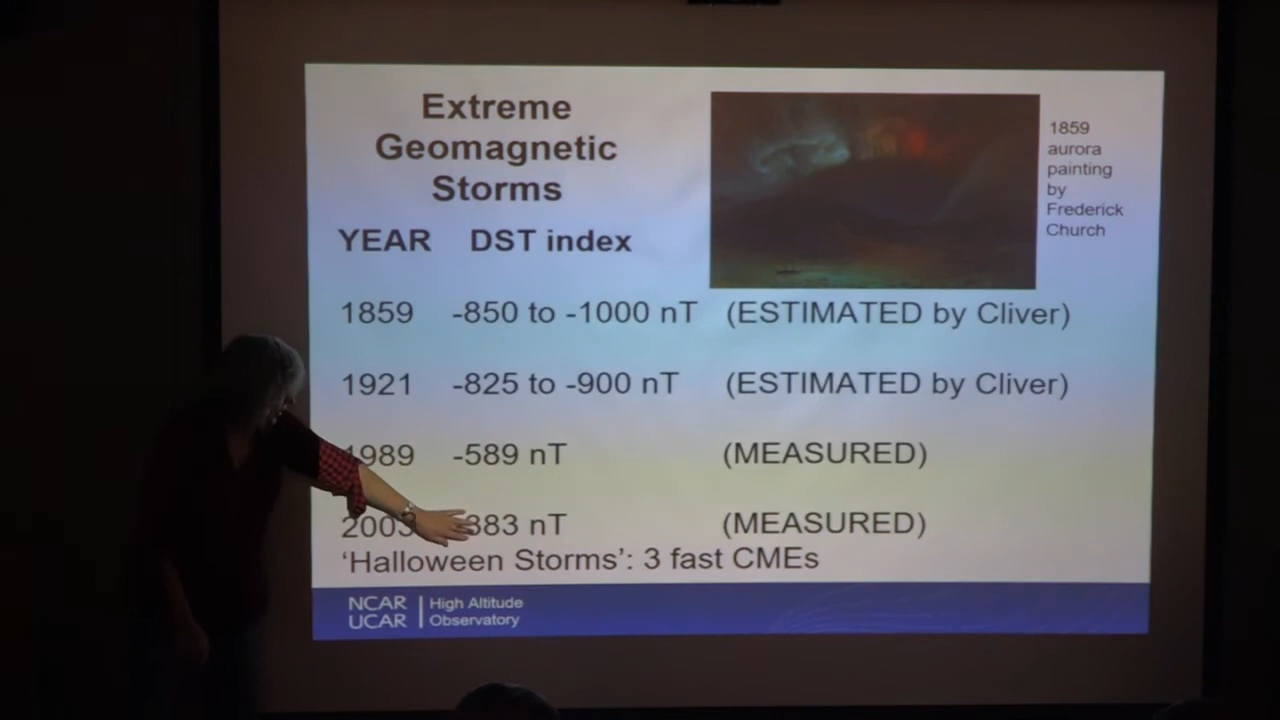 Extreme
Geomagnetic
Storms
1859
aurora
painting
by
Frederick
Church
YEAR DST index
1859 -850 to -1000 nT (ESTIMATED by Cliver)
1921 -825 to -900 nT (ESTIMATED by Cliver)
1989 -589 nT (MEASURED)
2003 383 nT (MEASURED)
‘Halloween Storms’: 3 fast CMEs
NCAR
UCAR
High Altitude
Observatory